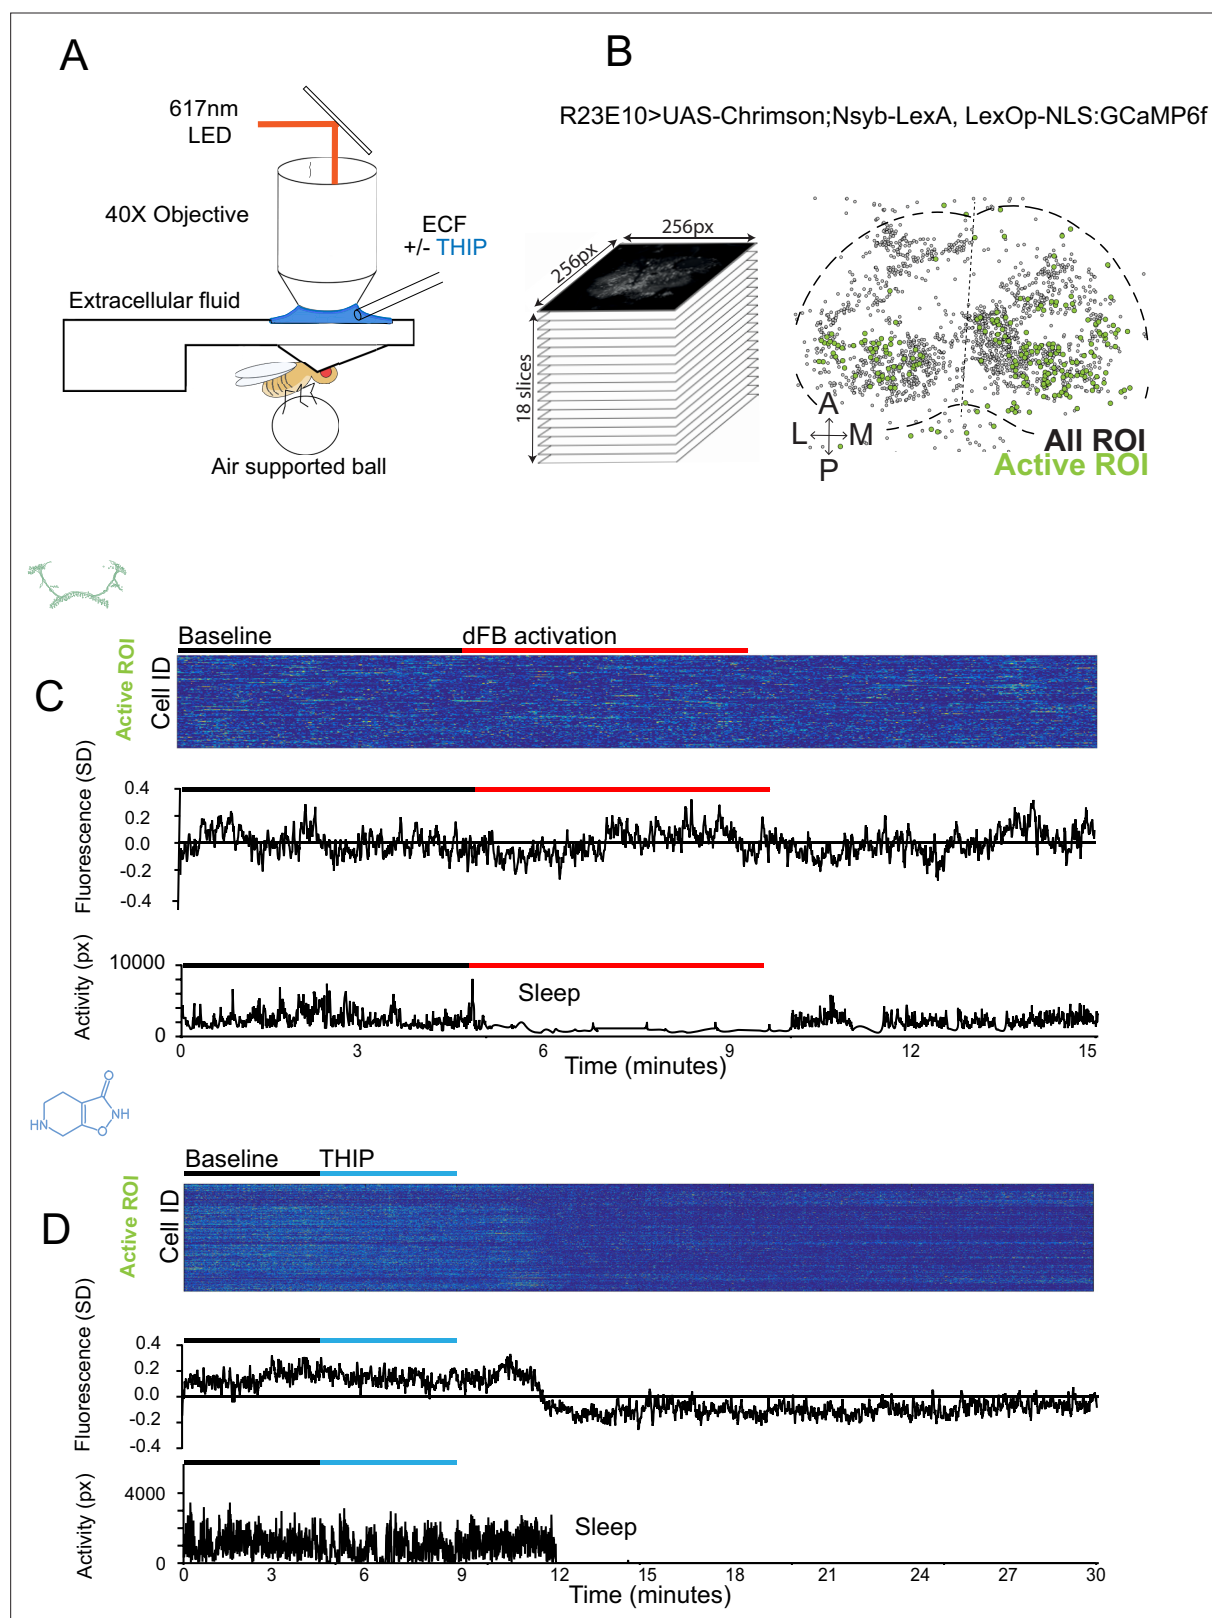 A
617nm
LED
40X Objective
ECF
+/- THIP
Extracellular fluid
Air supported ball
B
R23E10>UAS-Chrimson;Nsyb-LexA, LexOp-NLS:GCaMP6f
256px
256px
18 slices
A
L M
P
All ROI
Active ROI
C
Baseline dFB activation
Active ROI
Cell ID
Fluorescence (SD)
0.4
0.2
0.0
-0.2
-0.4
Activity (px)
10000
0
Sleep
0 3 6 9 12 15
Time (minutes)
O
NH
O
HN
D
Baseline THIP
Active ROI
Cell ID
Fluorescence (SD)
0.4
0.2
0.0
-0.2
-0.4
Activity (px)
4000
0
Sleep
0 3 6 9 12 15 18 21 24 27 30
Time (minutes)